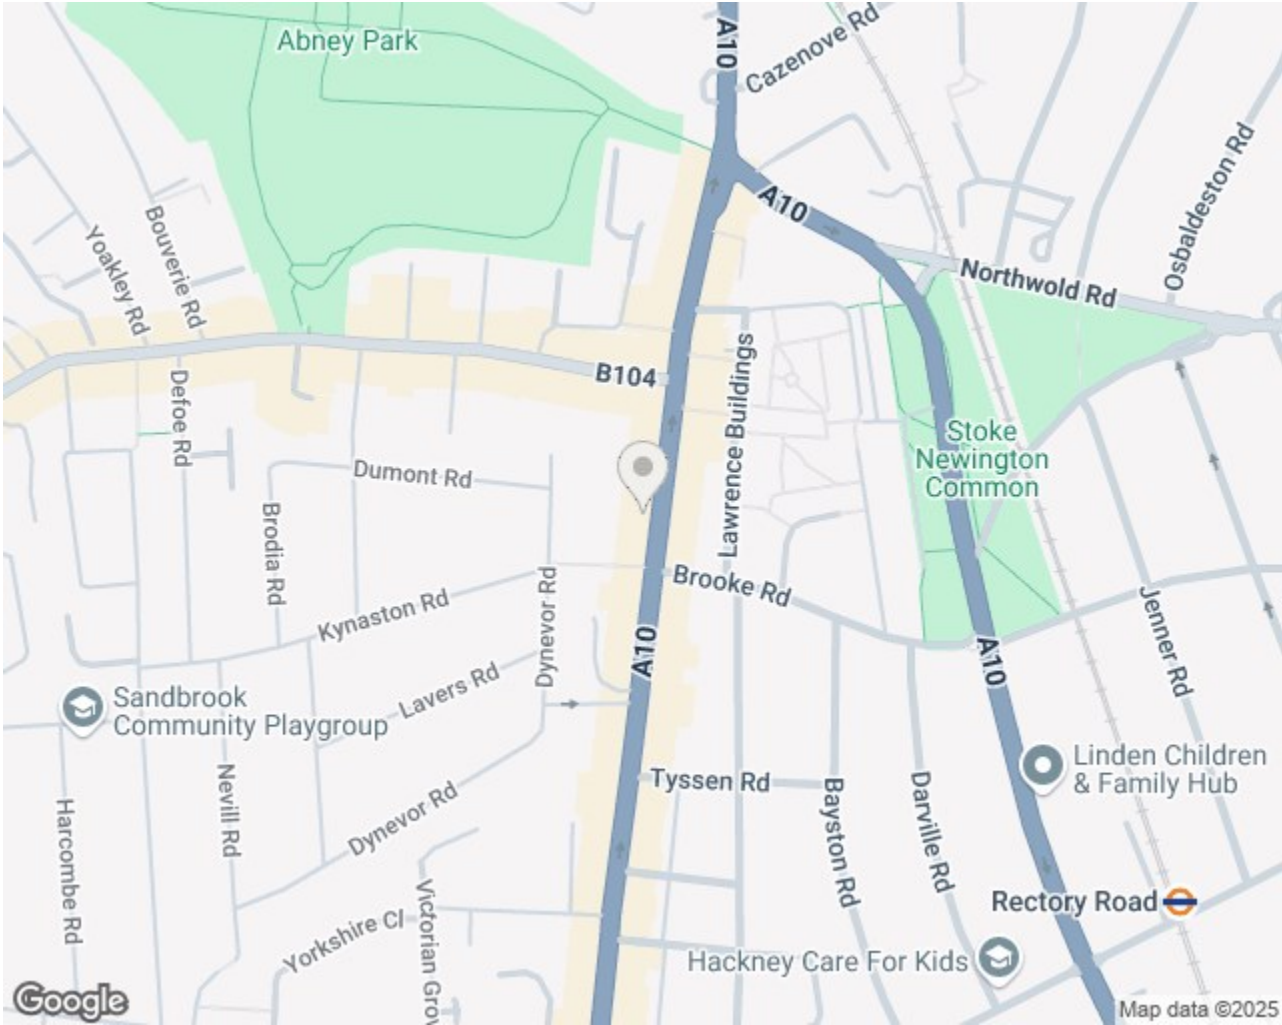 Abney Park
A10
Cazenove Rd
A10
Osbaldeston Rd
Bouverie Rd
Yoakley Rd
Northwold Rd
B104
Lawrence Buildings
Defoe Rd
Stoke
Newington
Common
Dumont Rd
Brodia Rd
Brooke Rd
Kynaston Rd
Dynevor Rd
Jenner Rd
A10
A10
Lavers Rd
Sandbrook
Community Playgroup
Linden Children
& Family Hub
Tyssen Rd
Nevill Rd
Dynevor Rd
Bayston Rd
Darville Rd
Harcombe Rd
Victorian Grov
Yorkshire Cl
Rectory Road
Hackney Care For Kids
Google
Map data ©2025